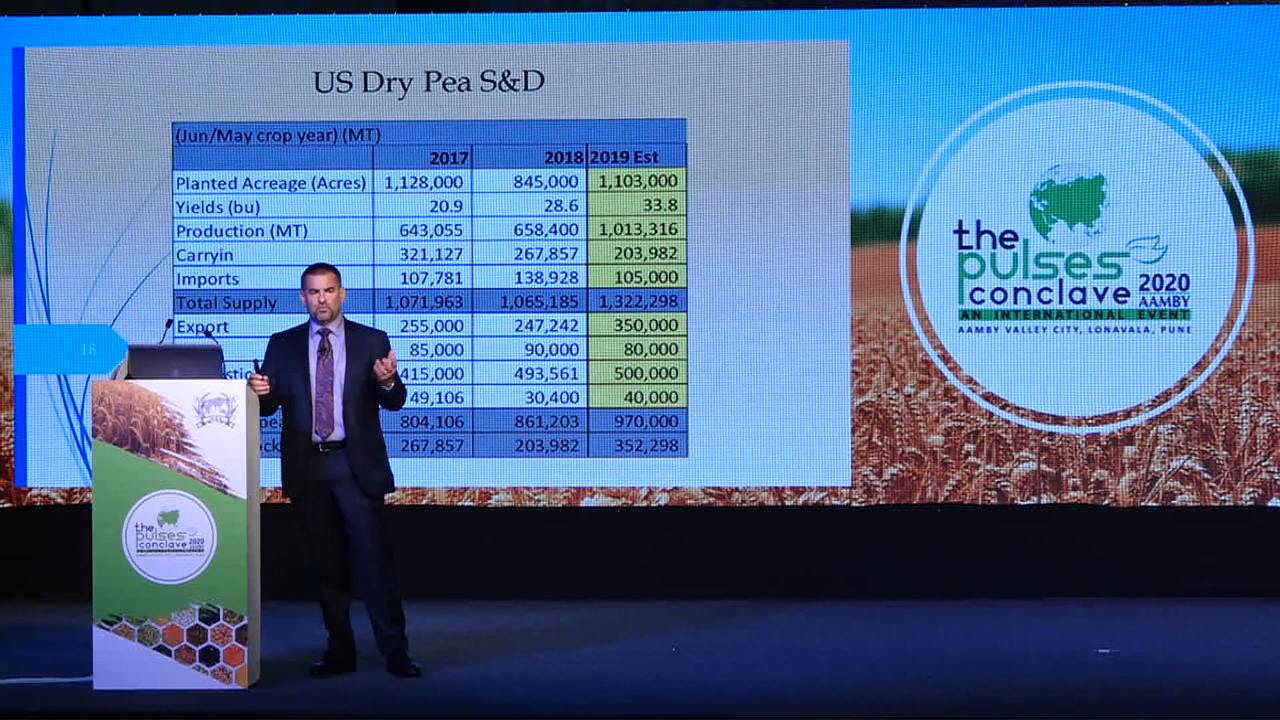 US Dry Pea S&D
(Jun/May crop year) (MT)
2017 2018 2019 Est
Planted Acreage (Acres) 1,128,000 845,000 1,103,000
Yields (bu) 20.9 28.6 33.8
Production (MT) 643,055 658,400 1,013,316
Carryin 321,127 267,857 203,982
Imports 107,781 138,928 105,000
Total Supply 1,071,963 1,065,185 1,322,298
Export 255,000 247,242 350,000
85,000 90,000 80,000
415,000 493,561 500,000
49,106 30,400 40,000
804,106 861,203 970,000
267,857 203,982 352,298
18
the
pulses
conclave 2020
AAMBY
AN INTERNATIONAL EVENT
AAMBY VALLEY CITY, LONAVALA, PUNE
the
pulses
conclave 2020